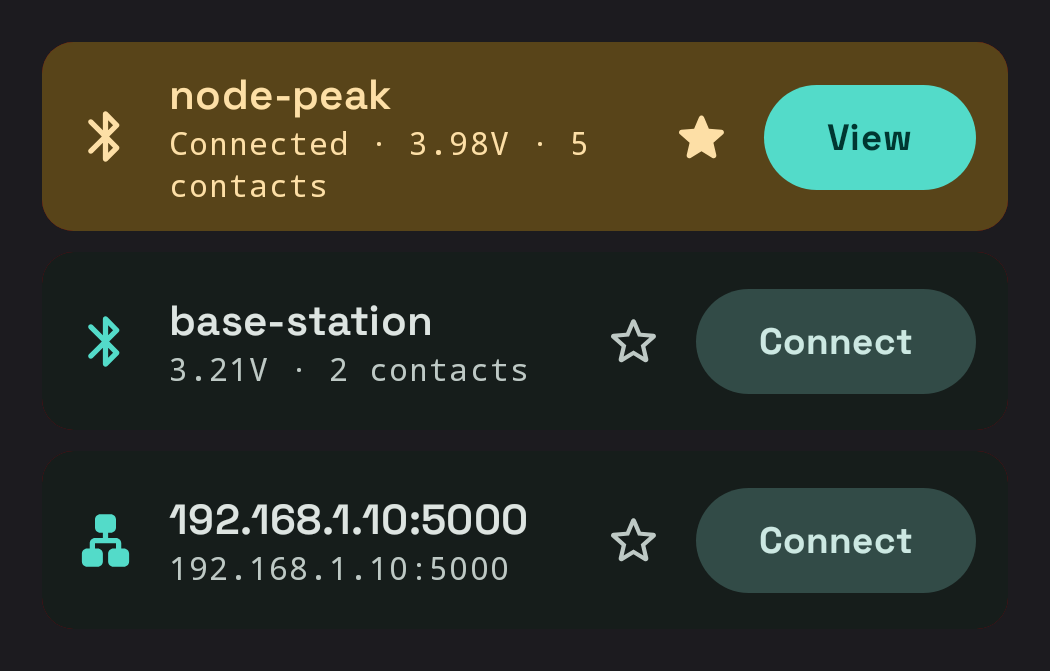 node-peak
Connected · 3.98V · 5
contacts
View
base-station
3.21V · 2 contacts
Connect
192.168.1.10:5000
192.168.1.10:5000
Connect